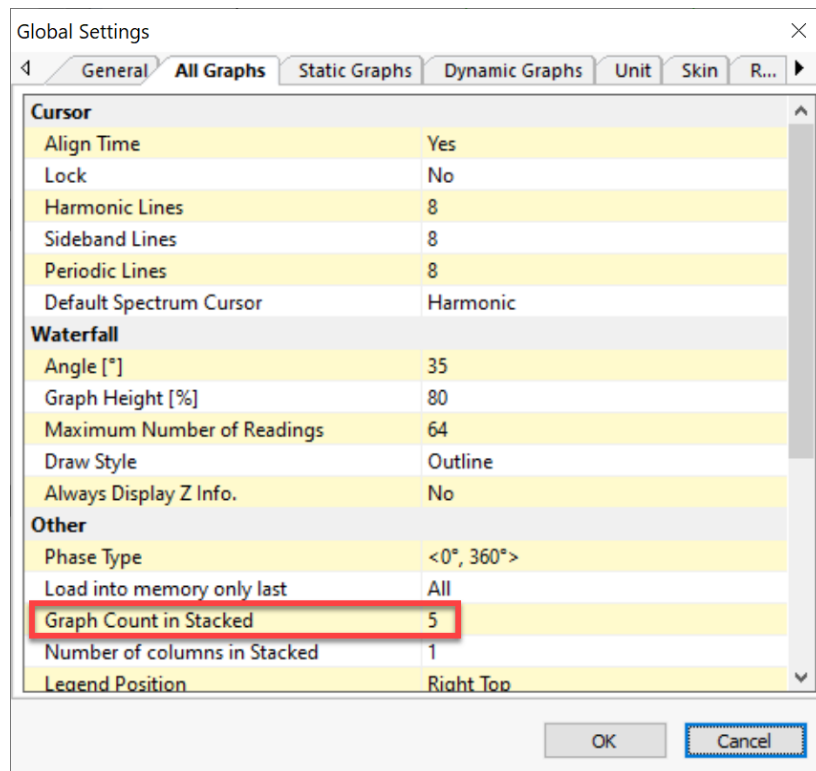 Global Settings
General All Graphs Static Graphs Dynamic Graphs Unit Skin R...
Cursor
Align Time Yes
Lock No
Harmonic Lines 8
Sideband Lines 8
Periodic Lines 8
Default Spectrum Cursor Harmonic
Waterfall
Angle [°] 35
Graph Height [%] 80
Maximum Number of Readings 64
Draw Style Outline
Always Display Z Info. No
Other
Phase Type <0°, 360°>
Load into memory only last All
Graph Count in Stacked 5
Number of columns in Stacked 1
Legend Position Right Top
OK Cancel